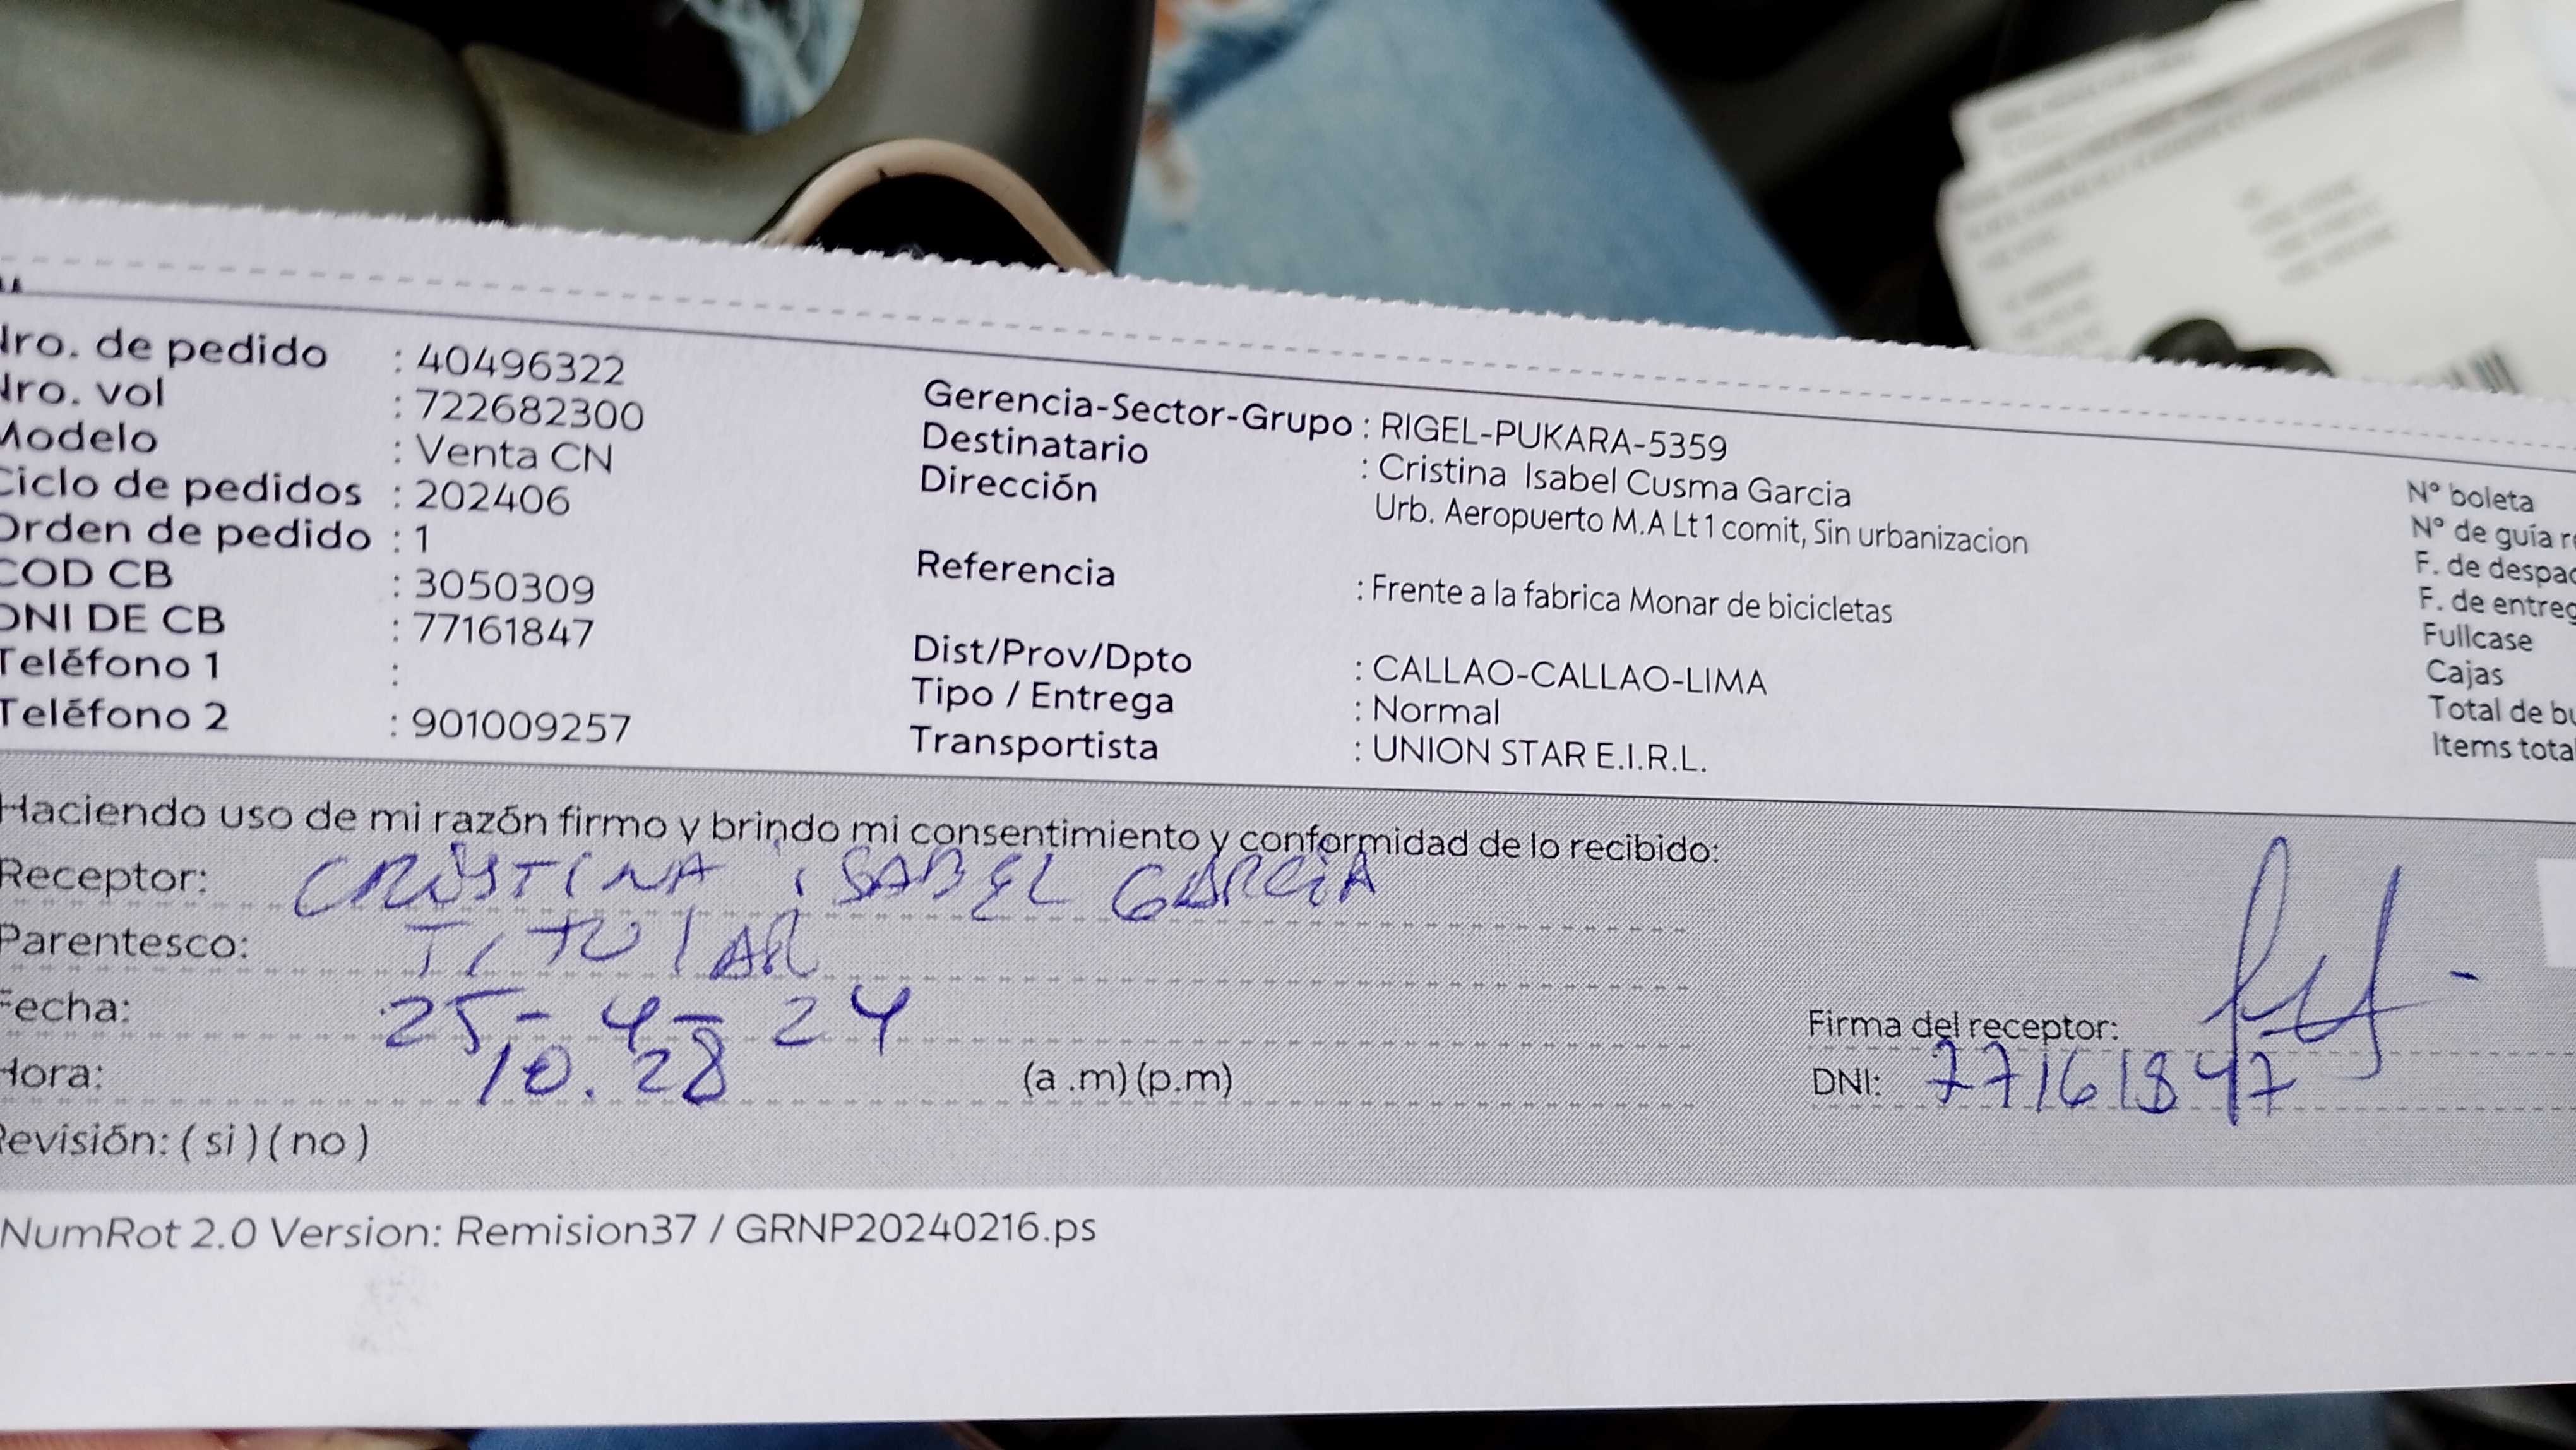 Nro. de pedido : 40496322
Nro. vol : 722682300
Modelo : Venta CN
Ciclo de pedidos : 202406
Orden de pedido : 1
COD CB : 3050309
DNI DE CB : 77161847
Teléfono 1 :
Teléfono 2 : 901009257
Gerencia-Sector-Grupo : RIGEL-PUKARA-5359
Destinatario : Cristina Isabel Cusma Garcia
Dirección Urb. Aeropuerto M.A Lt 1 comit, Sin urbanizacion
Referencia : Frente a la fabrica Monar de bicicletas
Dist/Prov/Dpto : CALLAO-CALLAO-LIMA
Tipo / Entrega : Normal
Transportista : UNION STAR E.I.R.L.
N° boleta
N° de guía
F. de
F. de
Fullcase
Cajas
Total de
Items
Haciendo uso de mi razón firmo y brindo mi consentimiento y conformidad de lo recibido:
Receptor: CRISTINA ISABEL GARCIA
Parentesco: TITULAR
Fecha: 25-4-24
Hora: 10.28 (a .m) (p.m)
Revisión: ( si ) ( no )
Firma del receptor:
DNI: 77161847
NumRot 2.0 Version: Remision37 / GRNP20240216.ps